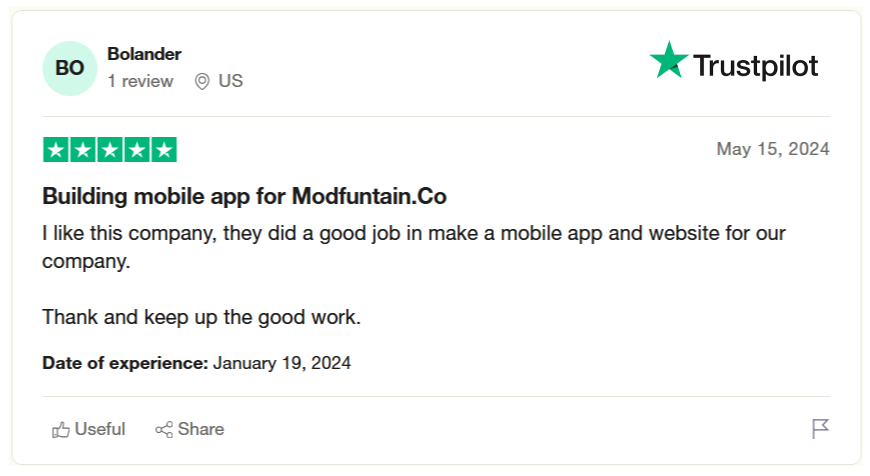 BO
Bolander
1 review US
Trustpilot
May 15, 2024
Building mobile app for Modfuntain.Co
I like this company, they did a good job in make a mobile app and website for our
company.
Thank and keep up the good work.
Date of experience: January 19, 2024
Useful Share